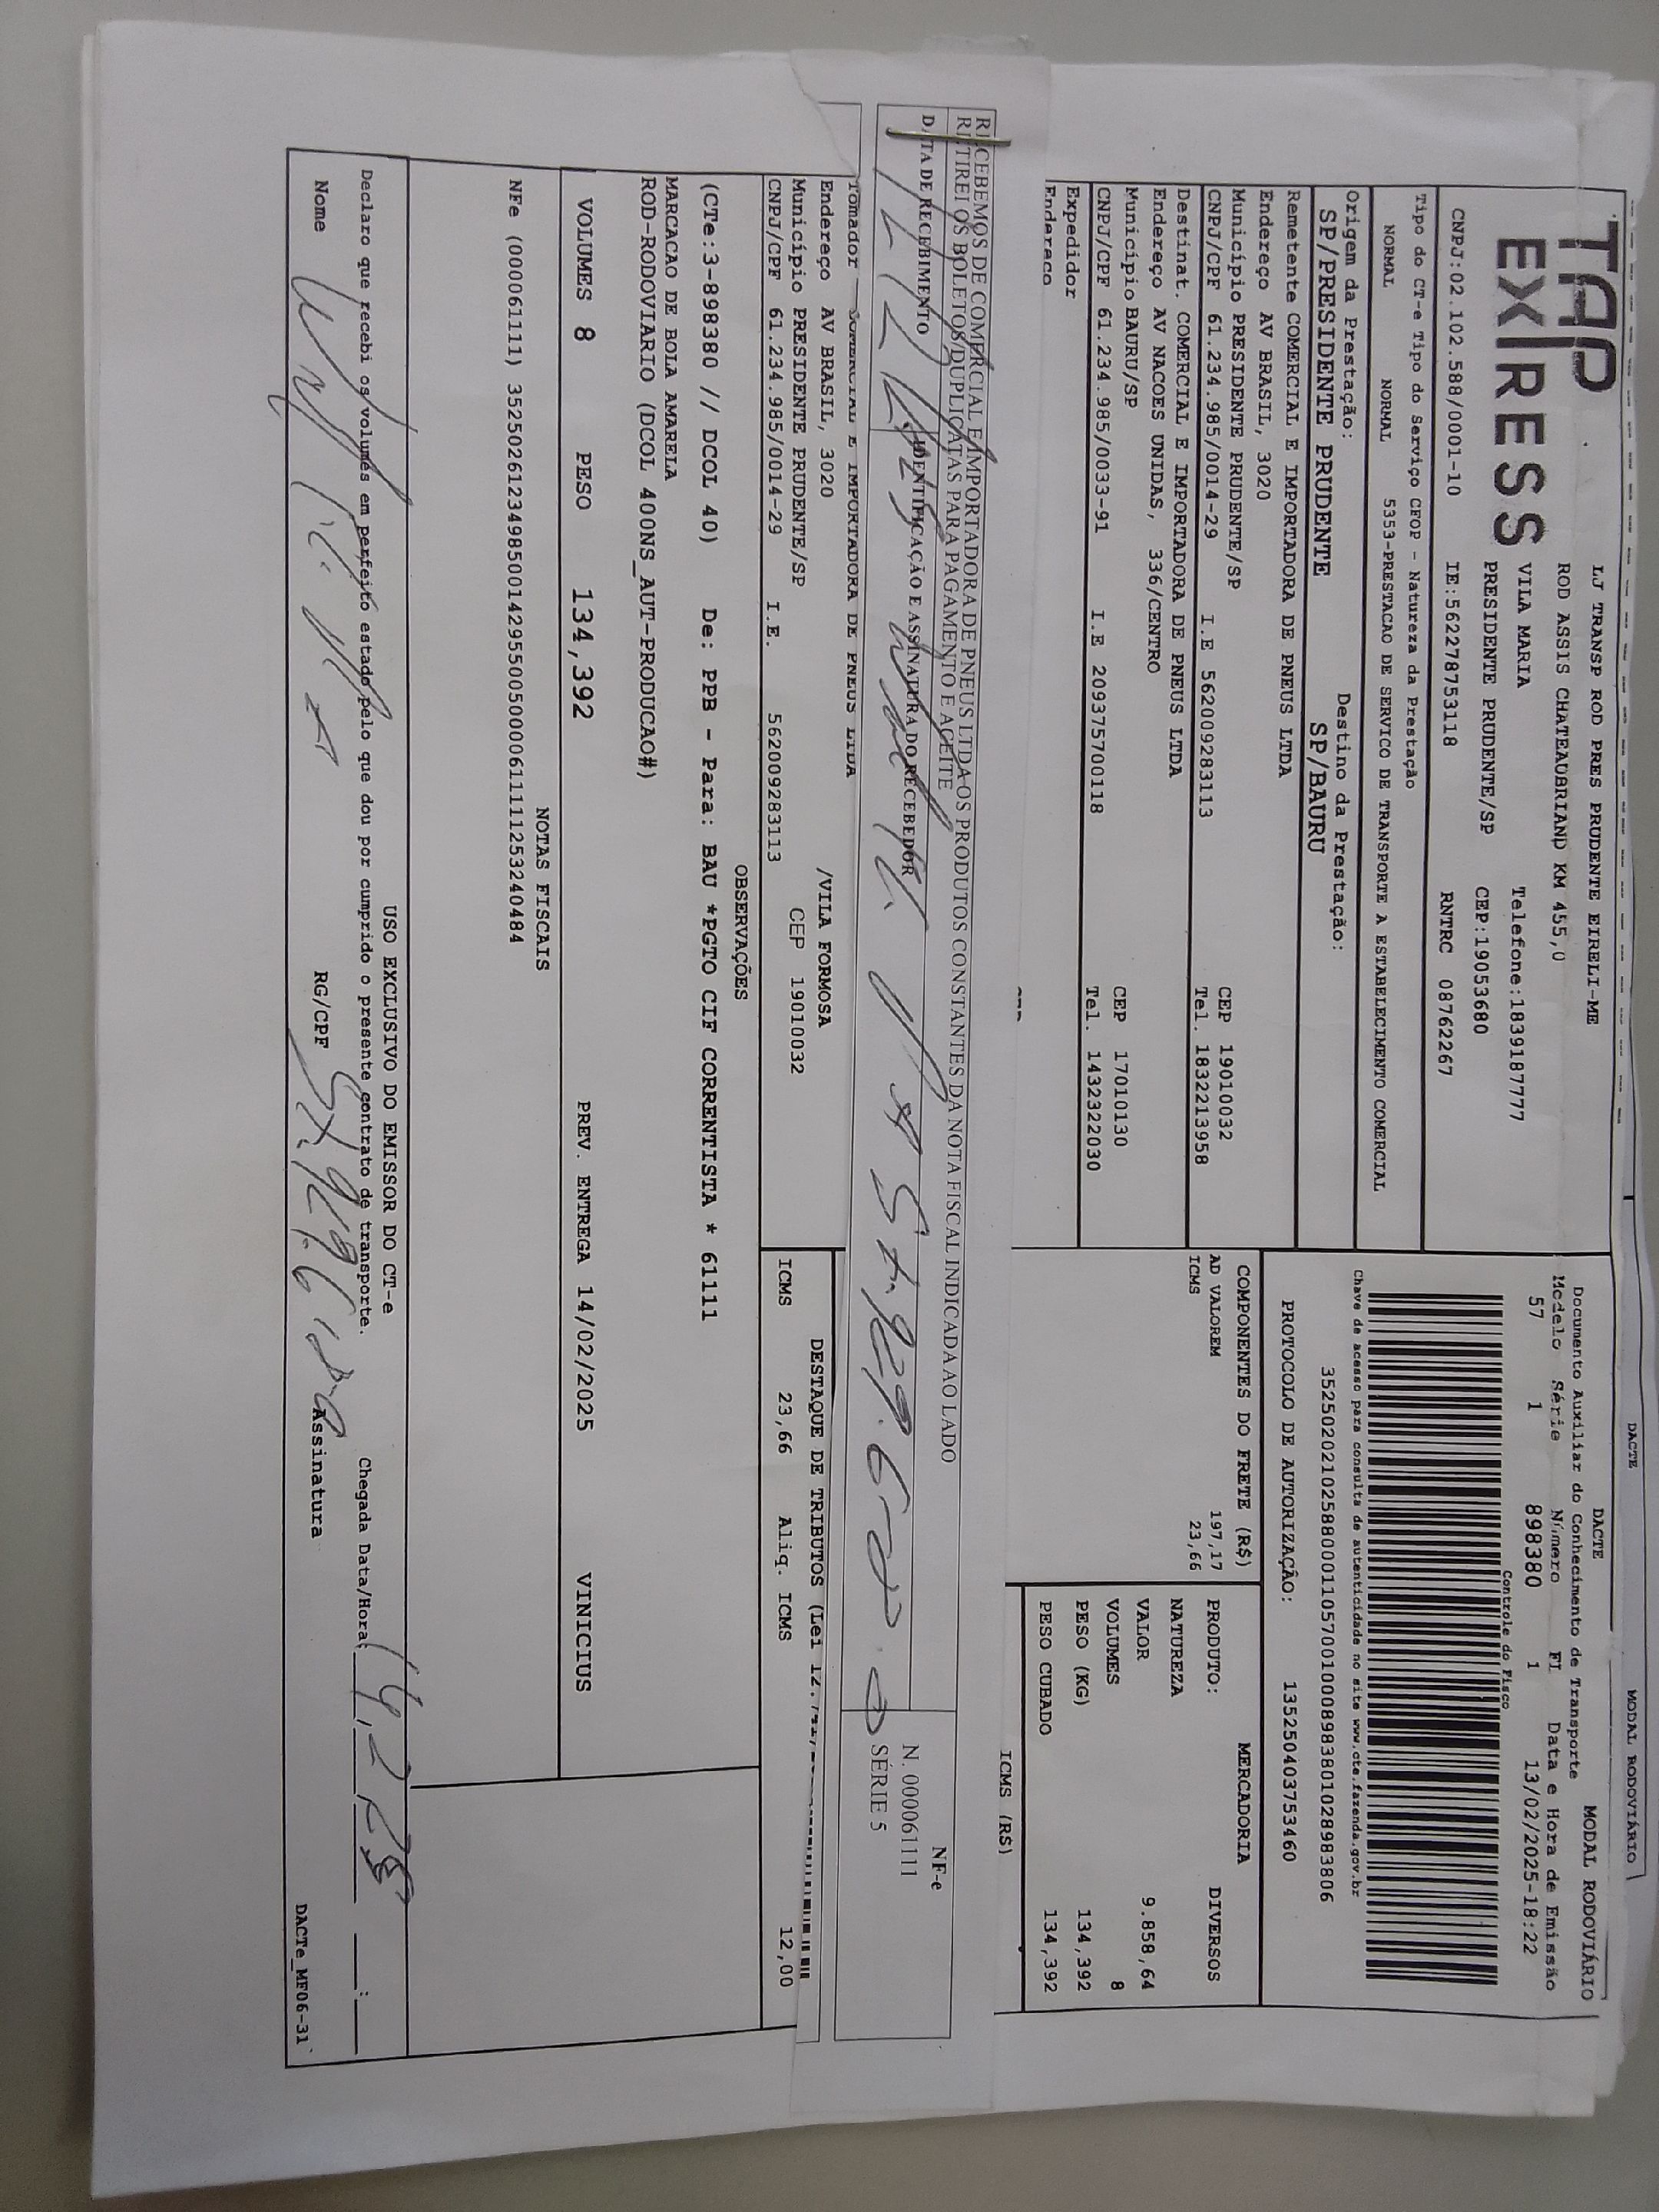 DACTE MODAL RODOVIÁRIO
TAP EXPRESS
LJ TRANSP ROD PRES PRUDENTE EIRELI-ME
ROD ASSIS CHATEAUBRIAND KM 455,0
VILA MARIA Telefone:1839187777
PRESIDENTE PRUDENTE/SP CEP:19053680
CNPJ:02.102.588/0001-10 IE:562278753118 RNTRC 08762267
Tipo do CT-e Tipo do Serviço CFOP - Natureza da Prestação
NORMAL NORMAL 5353-PRESTACAO DE SERVICO DE TRANSPORTE A ESTABELECIMENTO COMERCIAL
Origem da Prestação: Destino da Prestação:
SP/PRESIDENTE PRUDENTE SP/BAURU
Remetente COMERCIAL E IMPORTADORA DE PNEUS LTDA
Endereço AV BRASIL, 3020
Município PRESIDENTE PRUDENTE/SP CEP 19010032
CNPJ/CPF 61.234.985/0014-29 I.E 562009283113 Tel. 1832213958
Destinat. COMERCIAL E IMPORTADORA DE PNEUS LTDA
Endereço AV NACOES UNIDAS, 336/CENTRO
Município BAURU/SP CEP 17010130
CNPJ/CPF 61.234.985/0033-91 I.E 209375700118 Tel. 1432322030
Expedidor
Endereço
DACTE MODAL RODOVIÁRIO
Documento Auxiliar do Conhecimento de Transporte
Modelo Série Número Fl Data e Hora de Emissão
57 1 898380 1 13/02/2025-18:22
Controle do Fisco
Chave de acesso para consulta de autenticidade no site www.cte.fazenda.gov.br
35250202102588000110570010008983801028983806
PROTOCOLO DE AUTORIZAÇÃO: 135250403753460
COMPONENTES DO FRETE (R$)
AD VALOREM 197,17
ICMS 23,66
MERCADORIA
PRODUTO: DIVERSOS
NATUREZA
VALOR 9.858,64
VOLUMES 8
PESO (KG) 134,392
PESO CUBADO 134,392
ICMS (R$)
RECEBEMOS DE COMERCIAL E IMPORTADORA DE PNEUS LTDA OS PRODUTOS CONSTANTES DA NOTA FISCAL INDICADA AO LADO
RETIREI OS BOLETOS/DUPLICATAS PARA PAGAMENTO E ACEITE
DATA DE RECEBIMENTO IDENTIFICAÇÃO E ASSINATURA DO RECEBEDOR
NF-e
N. 000061111
SÉRIE 5
Tomador COMERCIAL E IMPORTADORA DE PNEUS LTDA
Endereço AV BRASIL, 3020 /VILA FORMOSA
Município PRESIDENTE PRUDENTE/SP CEP 19010032
CNPJ/CPF 61.234.985/0014-29 I.E. 562009283113
DESTAQUE DE TRIBUTOS (Lei
ICMS 23,66 Aliq. ICMS 12,00
OBSERVAÇÕES
(CTe:3-898380 // DCOL 40) De: PPB - Para: BAU *PGTO CIF CORRENTISTA * 61111
MARCACAO DE BOLA AMARELA
ROD-RODOVIARIO (DCOL 400NS_AUT-PRODUCAO#)
VOLUMES 8 PESO 134,392 PREV. ENTREGA 14/02/2025 VINICIUS
NOTAS FISCAIS
NFe (000061111) 35250261234985001429550050000611111253240484
USO EXCLUSIVO DO EMISSOR DO CT-e
Declaro que recebi os volumes em perfeito estado pelo que dou por cumprido o presente contrato de transporte. Chegada Data/Hora:
Nome RG/CPF Assinatura
DACTe_MF06-31